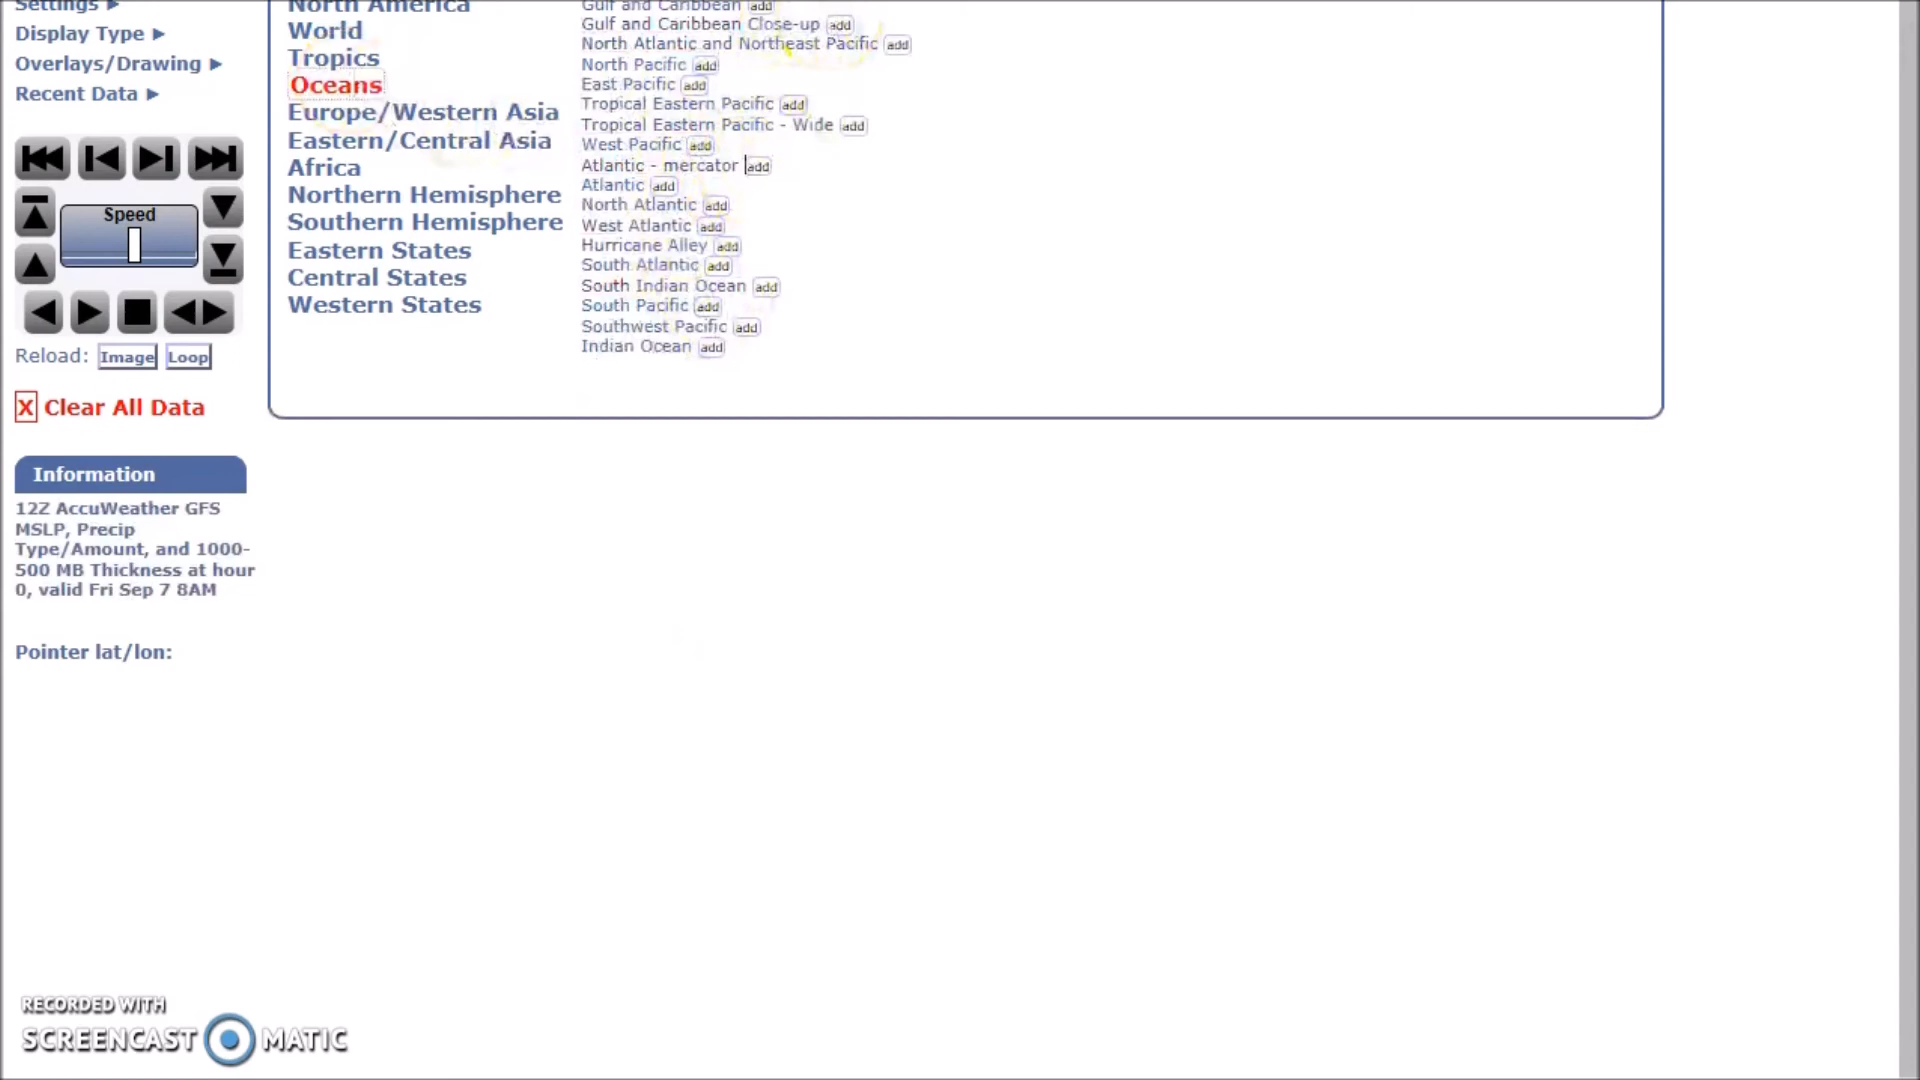 Settings ►
Display Type ►
Overlays/Drawing ►
Recent Data ►
Speed
Reload: Image Loop
X Clear All Data
Information
12Z AccuWeather GFS
MSLP, Precip
Type/Amount, and 1000-
500 MB Thickness at hour
0, valid Fri Sep 7 8AM
Pointer lat/lon:
North America
World
Tropics
Oceans
Europe/Western Asia
Eastern/Central Asia
Africa
Northern Hemisphere
Southern Hemisphere
Eastern States
Central States
Western States
Gulf and Caribbean add
Gulf and Caribbean Close-up add
North Atlantic and Northeast Pacific add
North Pacific add
East Pacific add
Tropical Eastern Pacific add
Tropical Eastern Pacific - Wide add
West Pacific add
Atlantic - mercator add
Atlantic add
North Atlantic add
West Atlantic add
Hurricane Alley add
South Atlantic add
South Indian Ocean add
South Pacific add
Southwest Pacific add
Indian Ocean add
RECORDED WITH
SCREENCAST MATIC